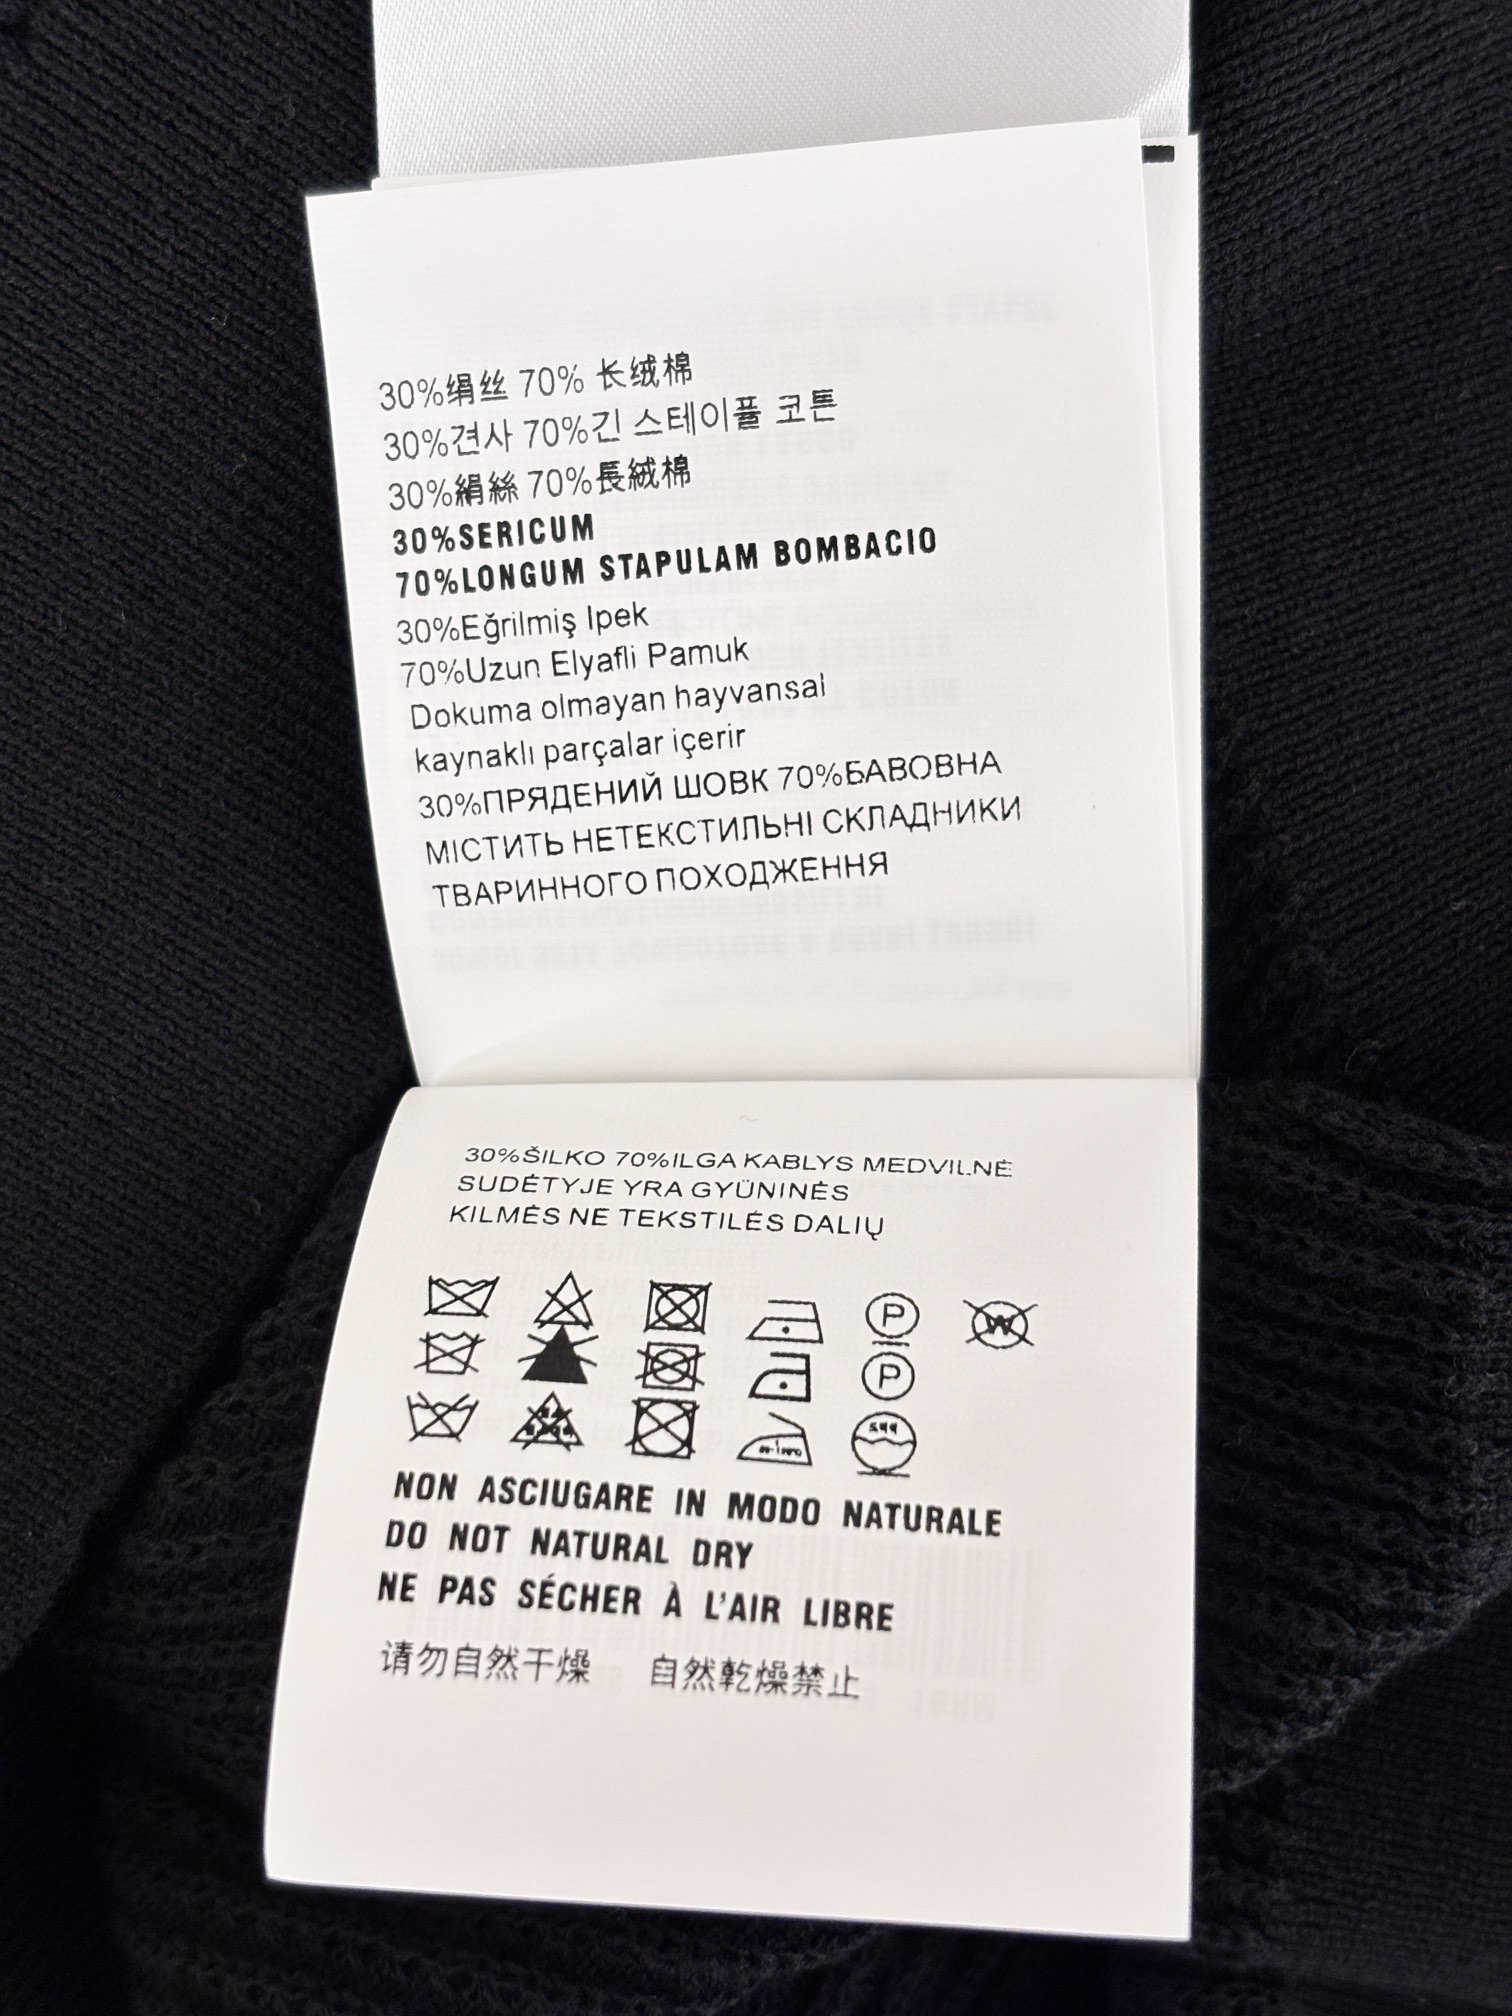 30%绢丝 70% 长绒棉
30%견사 70%긴 스테이플 코튼
30%絹絲 70%長絨棉
30%SERICUM
70%LONGUM STAPULAM BOMBACIO
30%Eğrilmiş Ipek
70%Uzun Elyafli Pamuk
Dokuma olmayan hayvansal
kaynaklı parçalar içerir
30%ПРЯДЕНИЙ ШОВК 70%БАВОВНА
МІСТИТЬ НЕТЕКСТИЛЬНІ СКЛАДНИКИ
ТВАРИННОГО ПОХОДЖЕННЯ
30%ŠILKO 70%ILGA KABLYS MEDVILNĖ
SUDĖTYJE YRA GYŪNINĖS
KILMĖS NE TEKSTILĖS DALIŲ
P W
P
NON ASCIUGARE IN MODO NATURALE
DO NOT NATURAL DRY
NE PAS SÉCHER À L'AIR LIBRE
请勿自然干燥 自然乾燥禁止